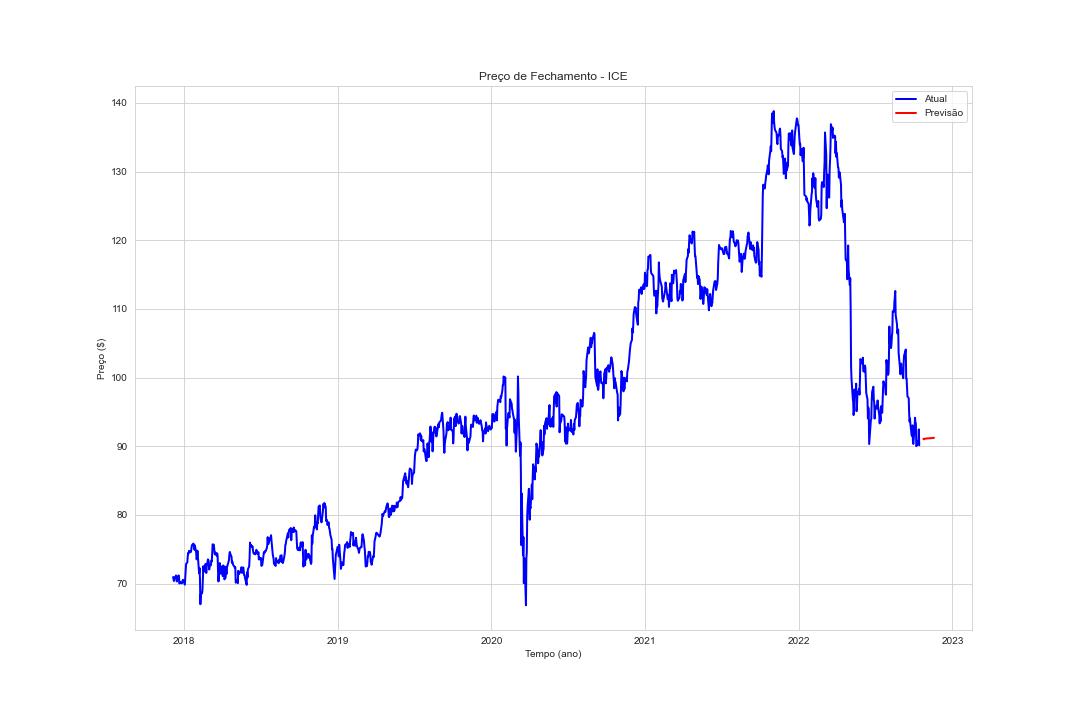 Preço de Fechamento - ICE
Atual
Previsão
140
130
120
110
100
90
80
70
Preço ($)
2018 2019 2020 2021 2022 2023
Tempo (ano)